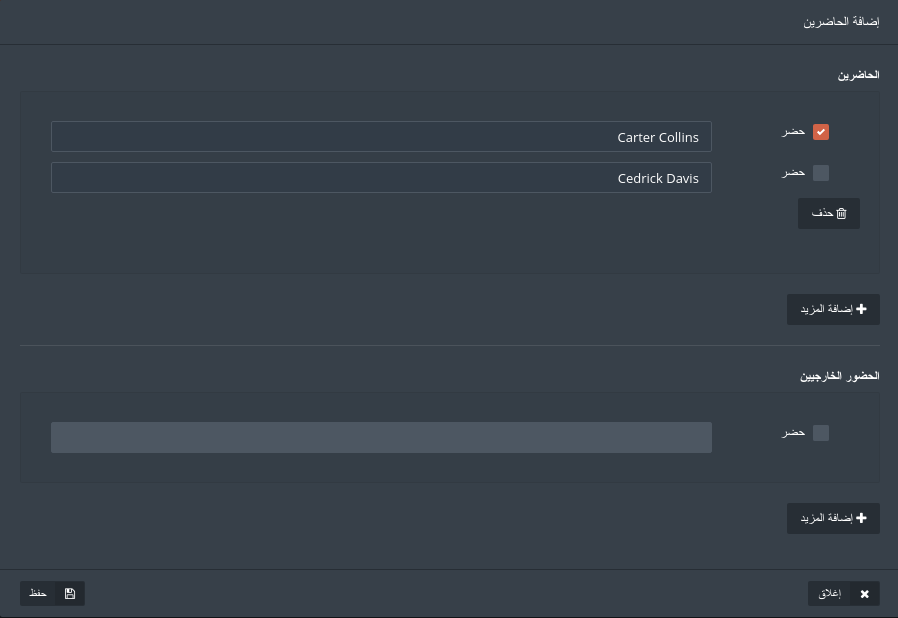 إضافة الحاضرين
الحاضرين
حضر
Carter Collins
حضر
Cedrick Davis
حذف
إضافة المزيد
الحضور الخارجيين
حضر
إضافة المزيد
إغلاق
حفظ